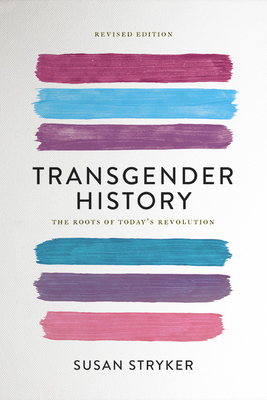 REVISED EDITION
TRANSGENDER
HISTORY
THE ROOTS OF TODAY'S REVOLUTION
SUSAN STRYKER